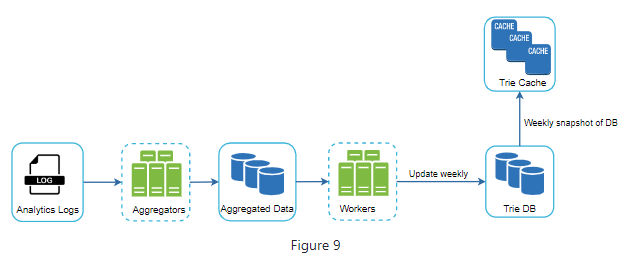 CACHE
CACHE
CACHE
Trie Cache
Weekly snapshot of DB
LOG
Analytics Logs
Aggregators
Aggregated Data
Workers
Update weekly
Trie DB
Figure 9